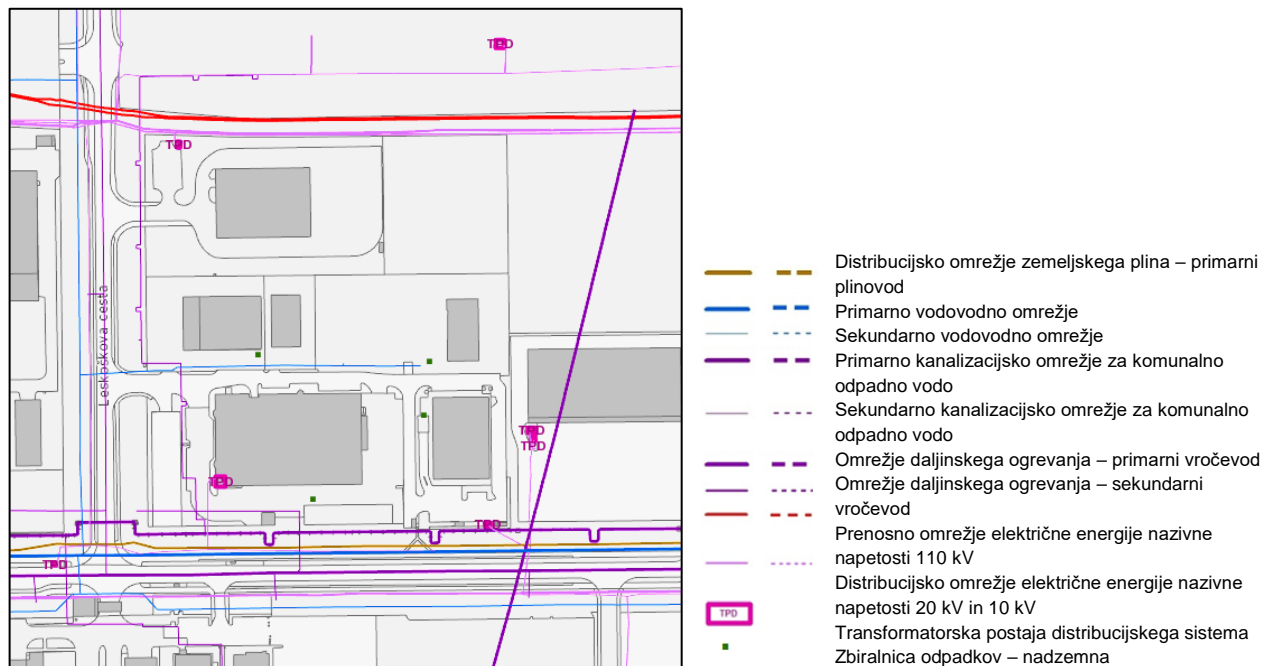 TPD
TPD
Leskoškova cesta
TPD
TPD
TPD
TPD
TPD
Distribucijsko omrežje zemeljskega plina – primarni
plinovod
Primarno vodovodno omrežje
Sekundarno vodovodno omrežje
Primarno kanalizacijsko omrežje za komunalno
odpadno vodo
Sekundarno kanalizacijsko omrežje za komunalno
odpadno vodo
Omrežje daljinskega ogrevanja – primarni vročevod
Omrežje daljinskega ogrevanja – sekundarni
vročevod
Prenosno omrežje električne energije nazivne
napetosti 110 kV
Distribucijsko omrežje električne energije nazivne
napetosti 20 kV in 10 kV
TPD
Transformatorska postaja distribucijskega sistema
Zbiralnica odpadkov – nadzemna